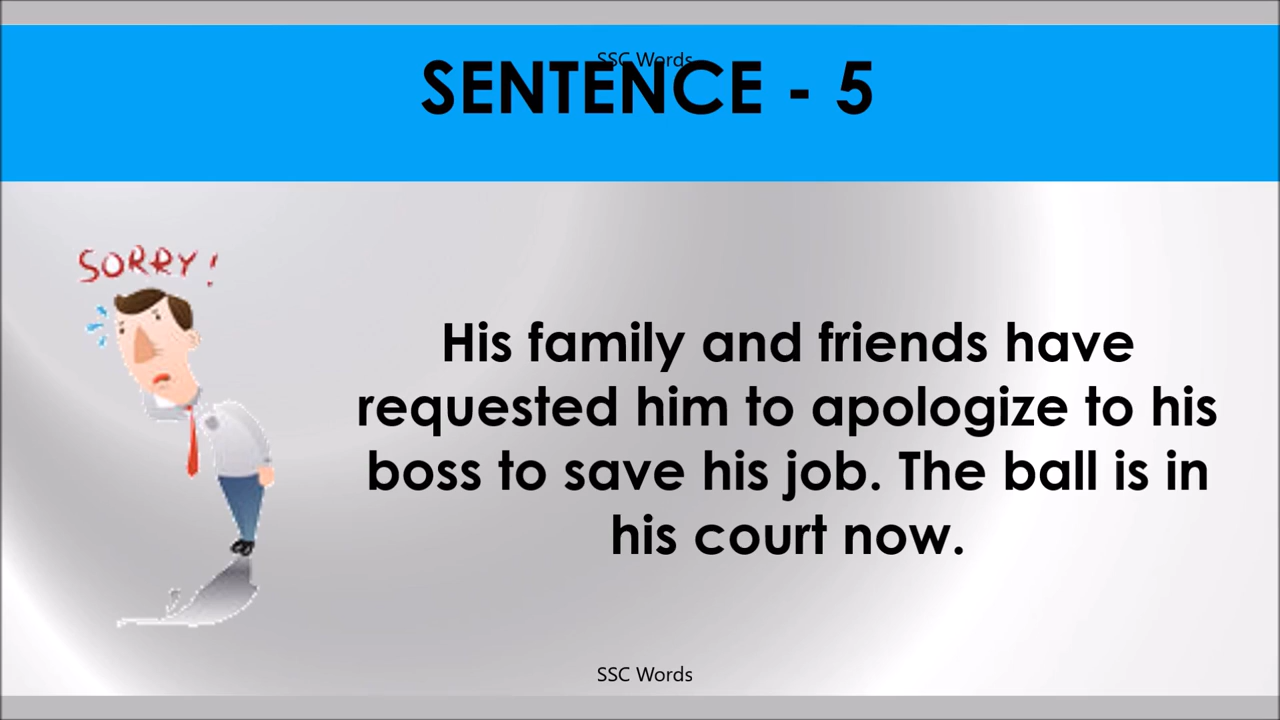 SSC Words
SENTENCE - 5
SORRY!
His family and friends have
requested him to apologize to his
boss to save his job. The ball is in
his court now.
SSC Words